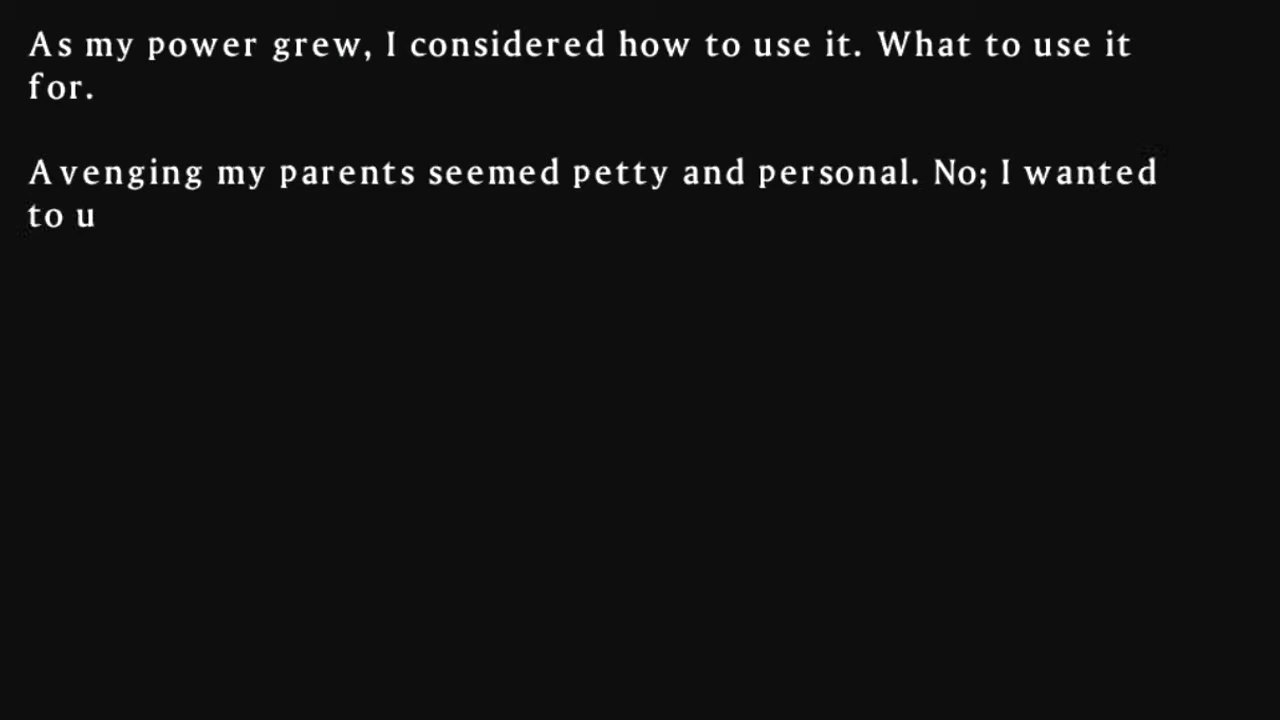 As my power grew, I considered how to use it. What to use it
for.
Avenging my parents seemed petty and personal. No; I wanted
to u